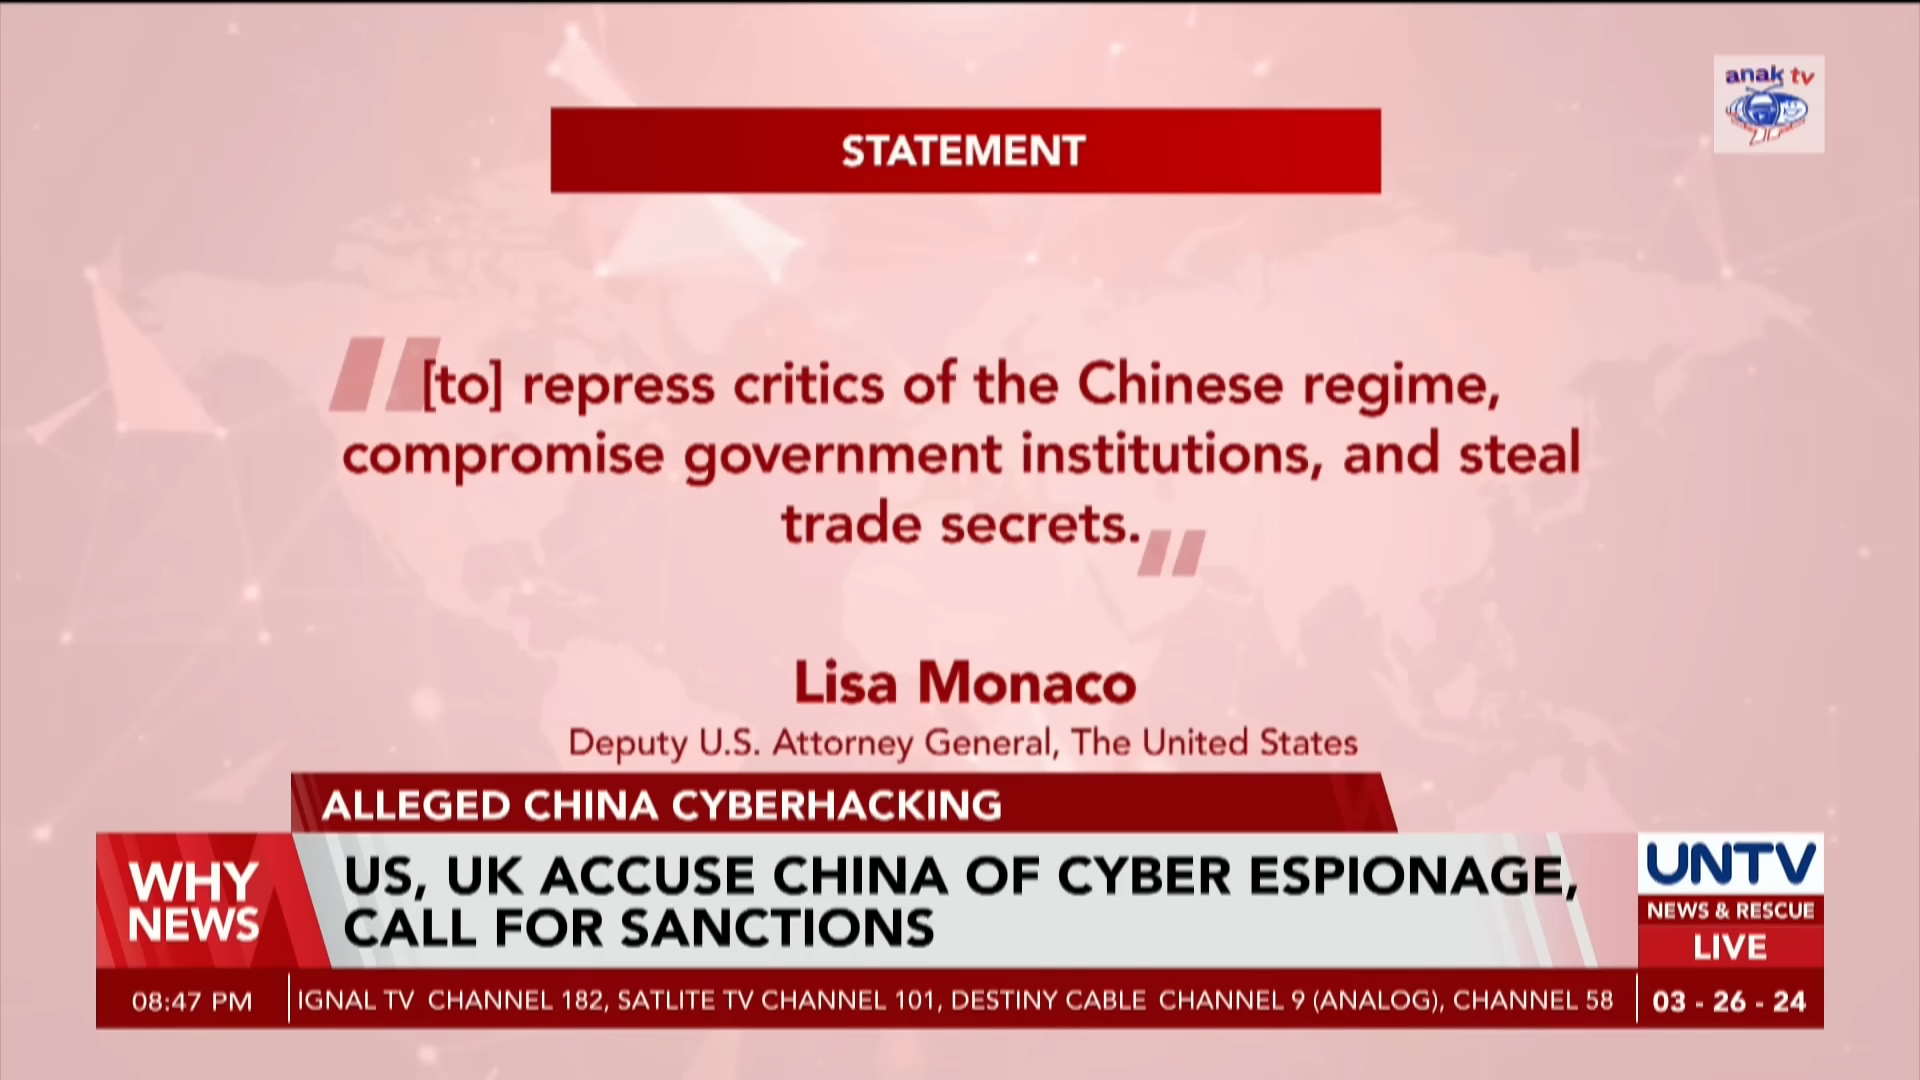 anak tv
STATEMENT
[to] repress critics of the Chinese regime,
compromise government institutions, and steal
trade secrets.
Lisa Monaco
Deputy U.S. Attorney General, The United States
ALLEGED CHINA CYBERHACKING
WHY
NEWS
US, UK ACCUSE CHINA OF CYBER ESPIONAGE,
CALL FOR SANCTIONS
UNTV
NEWS & RESCUE
LIVE
08:47 PM
IGNAL TV CHANNEL 182, SATLITE TV CHANNEL 101, DESTINY CABLE CHANNEL 9 (ANALOG), CHANNEL 58
03 - 26 - 24